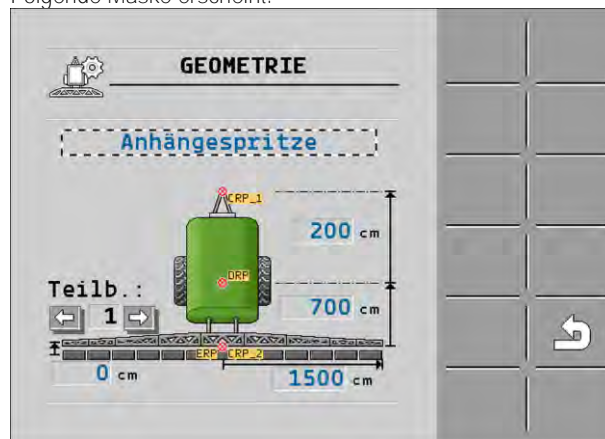 Folgende Maske erscheint:
GEOMETRIE
Anhängespritze
CRP_1
200 cm
DRP
Teilb.:
700 cm
1
ERP CRP_2
0 cm
1500 cm